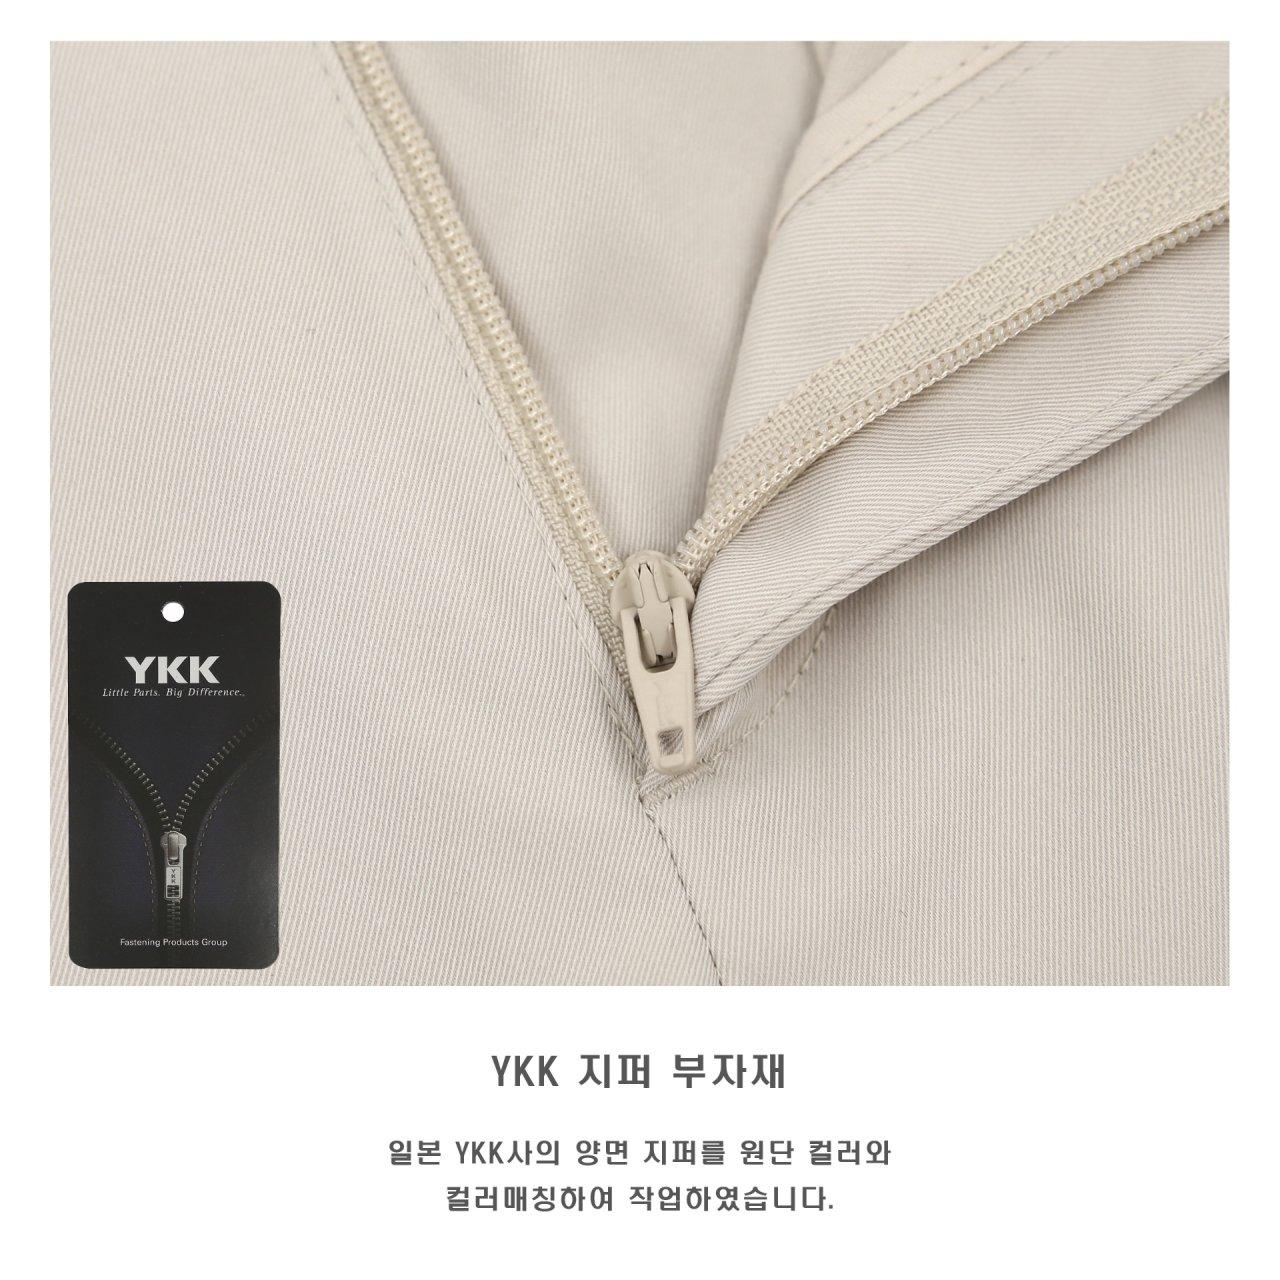 YKK
Little Parts. Big Difference.
YKK
Fastening Products Group
YKK 지퍼 부자재
일본 YKK사의 양면 지퍼를 원단 컬러와
컬러매칭하여 작업하였습니다.